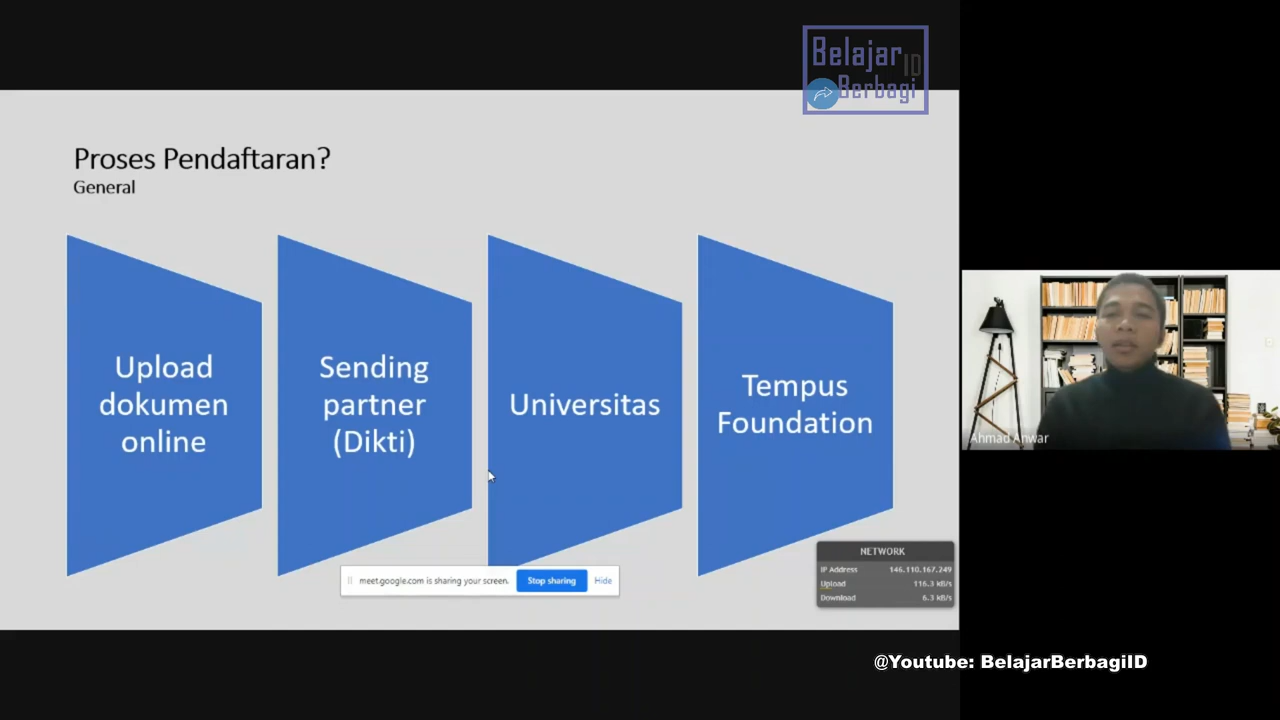 Belajar ID
Berbagi
Proses Pendaftaran?
General
Upload
dokumen
online
Sending
partner
(Dikti)
Universitas
Tempus
Foundation
Ahmad Anwar
NETWORK
IP Address 146.110.167.249
Upload 116.3 kB/s
Download 6.3 kB/s
meet.google.com is sharing your screen. Stop sharing Hide
@Youtube: BelajarBerbagiID